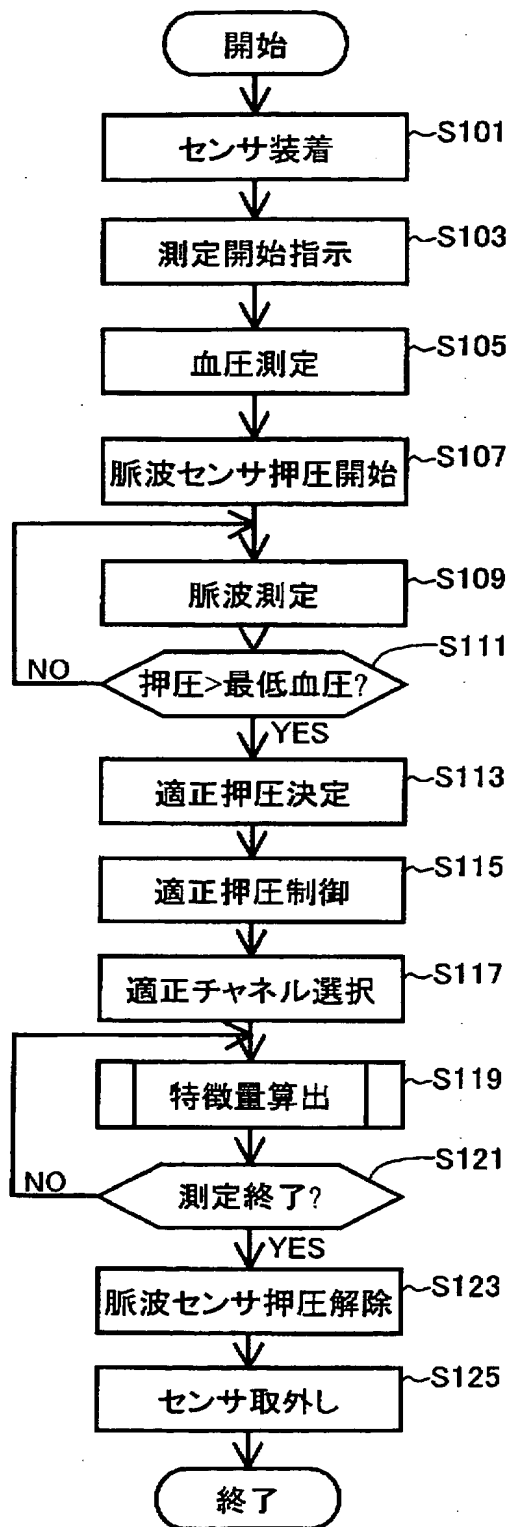 開始
センサ装着 S101
測定開始指示 S103
血圧測定 S105
脈波センサ押圧開始 S107
脈波測定 S109
押圧>最低血圧? S111
NO
YES
適正押圧決定 S113
適正押圧制御 S115
適正チャネル選択 S117
特徴量算出 S119
測定終了? S121
NO
YES
脈波センサ押圧解除 S123
センサ取外し S125
終了